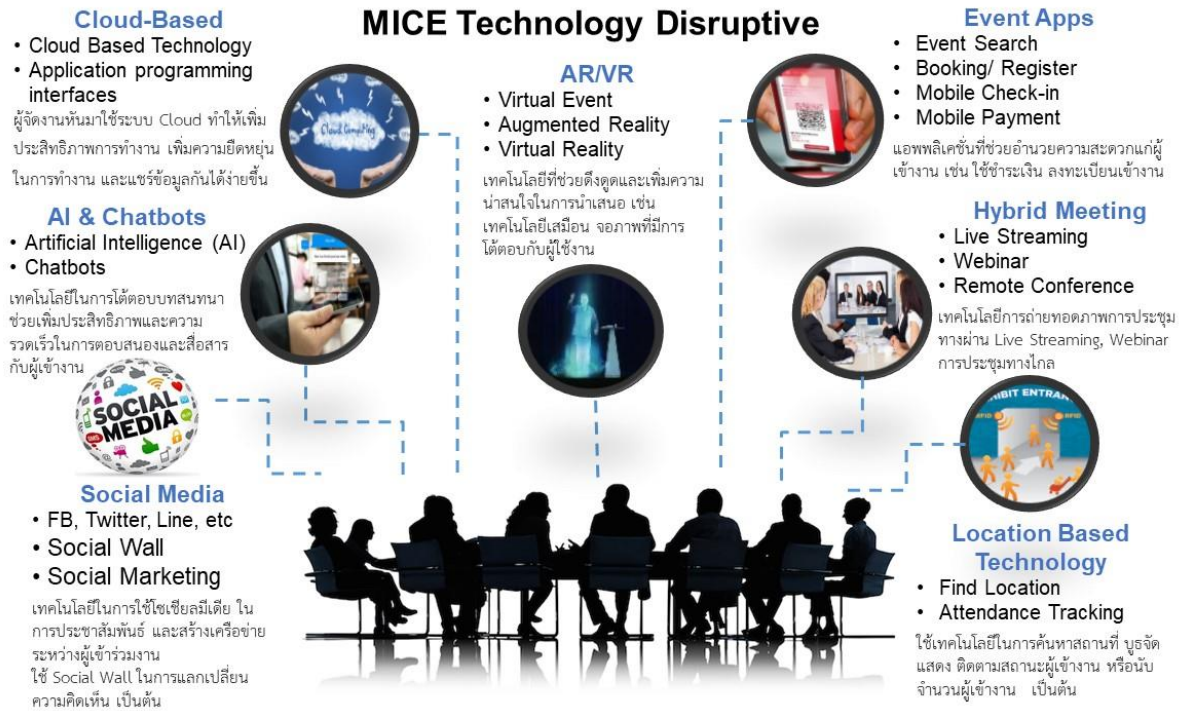 MICE Technology Disruptive
Cloud-Based
• Cloud Based Technology
• Application programming
interfaces
ผู้จัดงานหันมาใช้ระบบ Cloud ทำให้เพิ่ม
ประสิทธิภาพการทำงาน เพิ่มความยืดหยุ่น
ในการทำงาน และแชร์ข้อมูลกันได้ง่ายขึ้น
Cloud Computing
AI & Chatbots
• Artificial Intelligence (AI)
• Chatbots
เทคโนโลยีในการโต้ตอบบทสนทนา
ช่วยเพิ่มประสิทธิภาพและความ
รวดเร็วในการตอบสนองและสื่อสาร
กับผู้เข้างาน
SOCIAL
MEDIA
Social Media
• FB, Twitter, Line, etc
• Social Wall
• Social Marketing
เทคโนโลยีในการใช้โซเชียลมีเดีย ใน
การประชาสัมพันธ์ และสร้างเครือข่าย
ระหว่างผู้เข้าร่วมงาน
ใช้ Social Wall ในการแลกเปลี่ยน
ความคิดเห็น เป็นต้น
AR/VR
• Virtual Event
• Augmented Reality
• Virtual Reality
เทคโนโลยีที่ช่วยดึงดูดและเพิ่มความ
น่าสนใจในการนำเสนอ เช่น
เทคโนโลยีเสมือน จอภาพที่มีการ
โต้ตอบกับผู้ใช้งาน
Event Apps
• Event Search
• Booking/ Register
• Mobile Check-in
• Mobile Payment
แอพพลิเคชั่นที่ช่วยอำนวยความสะดวกแก่ผู้
เข้างาน เช่น ใช้ชำระเงิน ลงทะเบียนเข้างาน
Hybrid Meeting
• Live Streaming
• Webinar
• Remote Conference
เทคโนโลยีการถ่ายทอดภาพการประชุม
ทางผ่าน Live Streaming, Webinar
การประชุมทางไกล
IBIT ENTRAN
Location Based
Technology
• Find Location
• Attendance Tracking
ใช้เทคโนโลยีในการค้นหาสถานที่ บูธจัด
แสดง ติดตามสถานะผู้เข้างาน หรือนับ
จำนวนผู้เข้างาน เป็นต้น